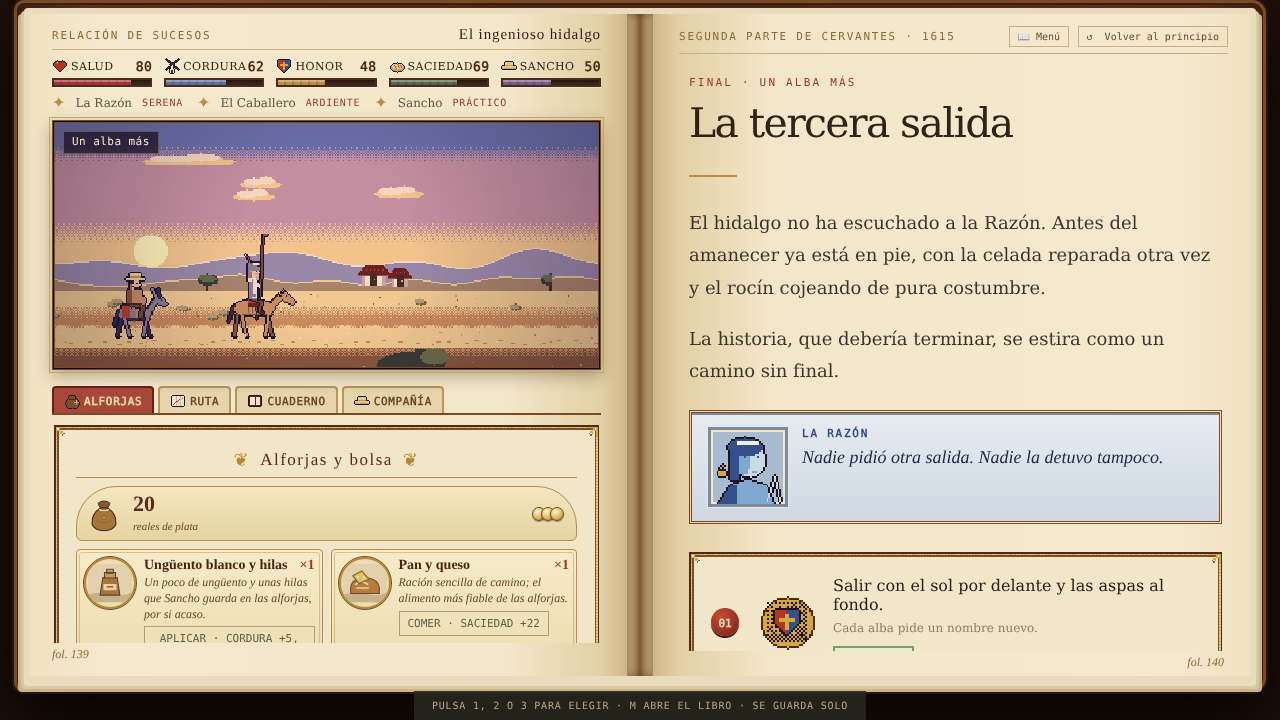 RELACIÓN DE SUCESOS
El ingenioso hidalgo
SALUD 80
CORDURA 62
HONOR 48
SACIEDAD 69
SANCHO 50
La Razón SERENA
El Caballero ARDIENTE
Sancho PRÁCTICO
Un alba más
ALFORJAS
RUTA
CUADERNO
COMPAÑÍA
Alforjas y bolsa
20
reales de plata
Ungüento blanco y hilas ×1
Un poco de ungüento y unas hilas
que Sancho guarda en las alforjas,
por si acaso.
APLICAR · CORDURA +5,
Pan y queso ×1
Ración sencilla de camino; el
alimento más fiable de las alforjas.
COMER · SACIEDAD +22
fol. 139
SEGUNDA PARTE DE CERVANTES · 1615
Menú
↺ Volver al principio
FINAL · UN ALBA MÁS
La tercera salida
El hidalgo no ha escuchado a la Razón. Antes del
amanecer ya está en pie, con la celada reparada otra vez
y el rocín cojeando de pura costumbre.
La historia, que debería terminar, se estira como un
camino sin final.
LA RAZÓN
Nadie pidió otra salida. Nadie la detuvo tampoco.
01
Salir con el sol por delante y las aspas al
fondo.
Cada alba pide un nombre nuevo.
fol. 140
PULSA 1, 2 O 3 PARA ELEGIR · M ABRE EL LIBRO · SE GUARDA SOLO